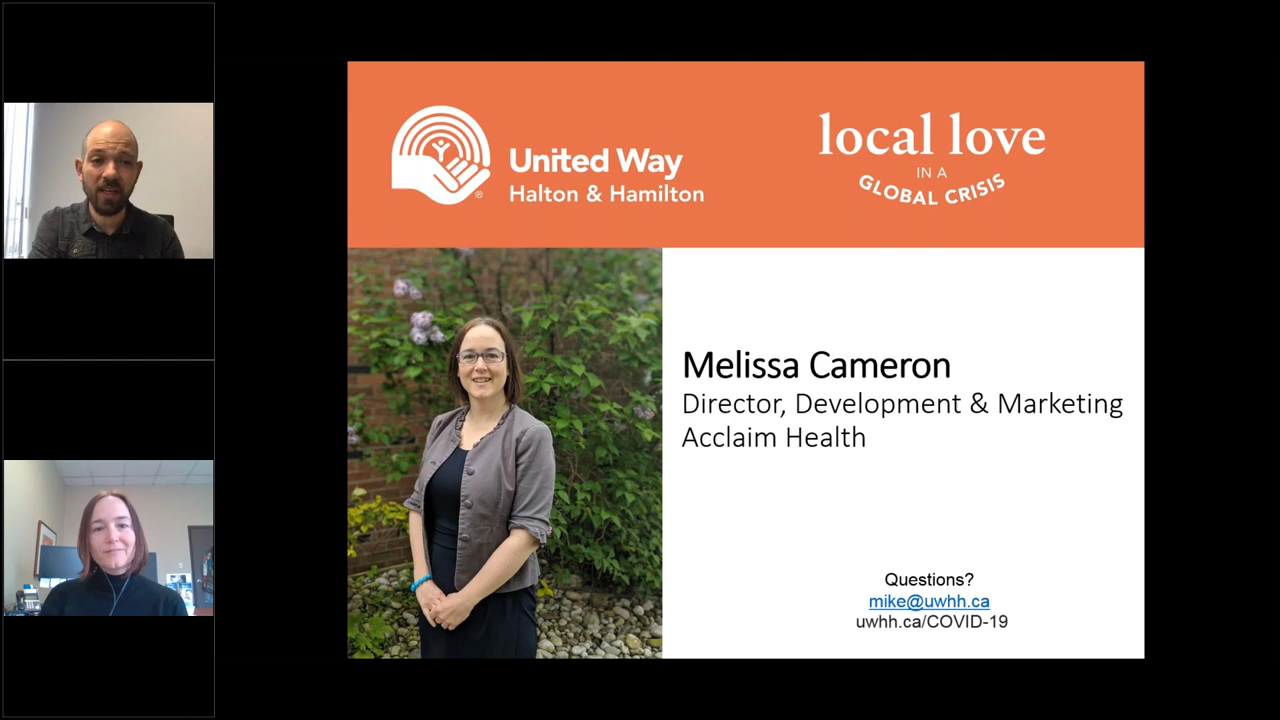 United Way
Halton & Hamilton
®
local love
IN A
GLOBAL CRISIS
Melissa Cameron
Director, Development & Marketing
Acclaim Health
Questions?
mike@uwhh.ca
uwhh.ca/COVID-19